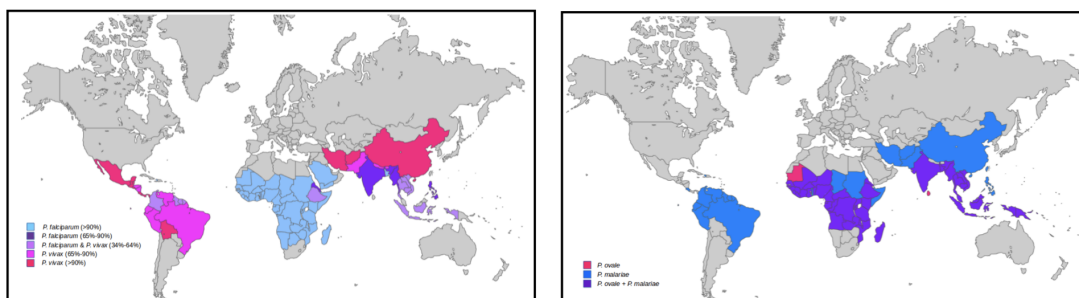 P. falciparum (>90%)
P. falciparum (65%-90%)
P. falciparum & P. vivax (34%-64%)
P. vivax (65%-90%)
P. vivax (>90%)
P. ovale
P. malariae
P. ovale + P. malariae